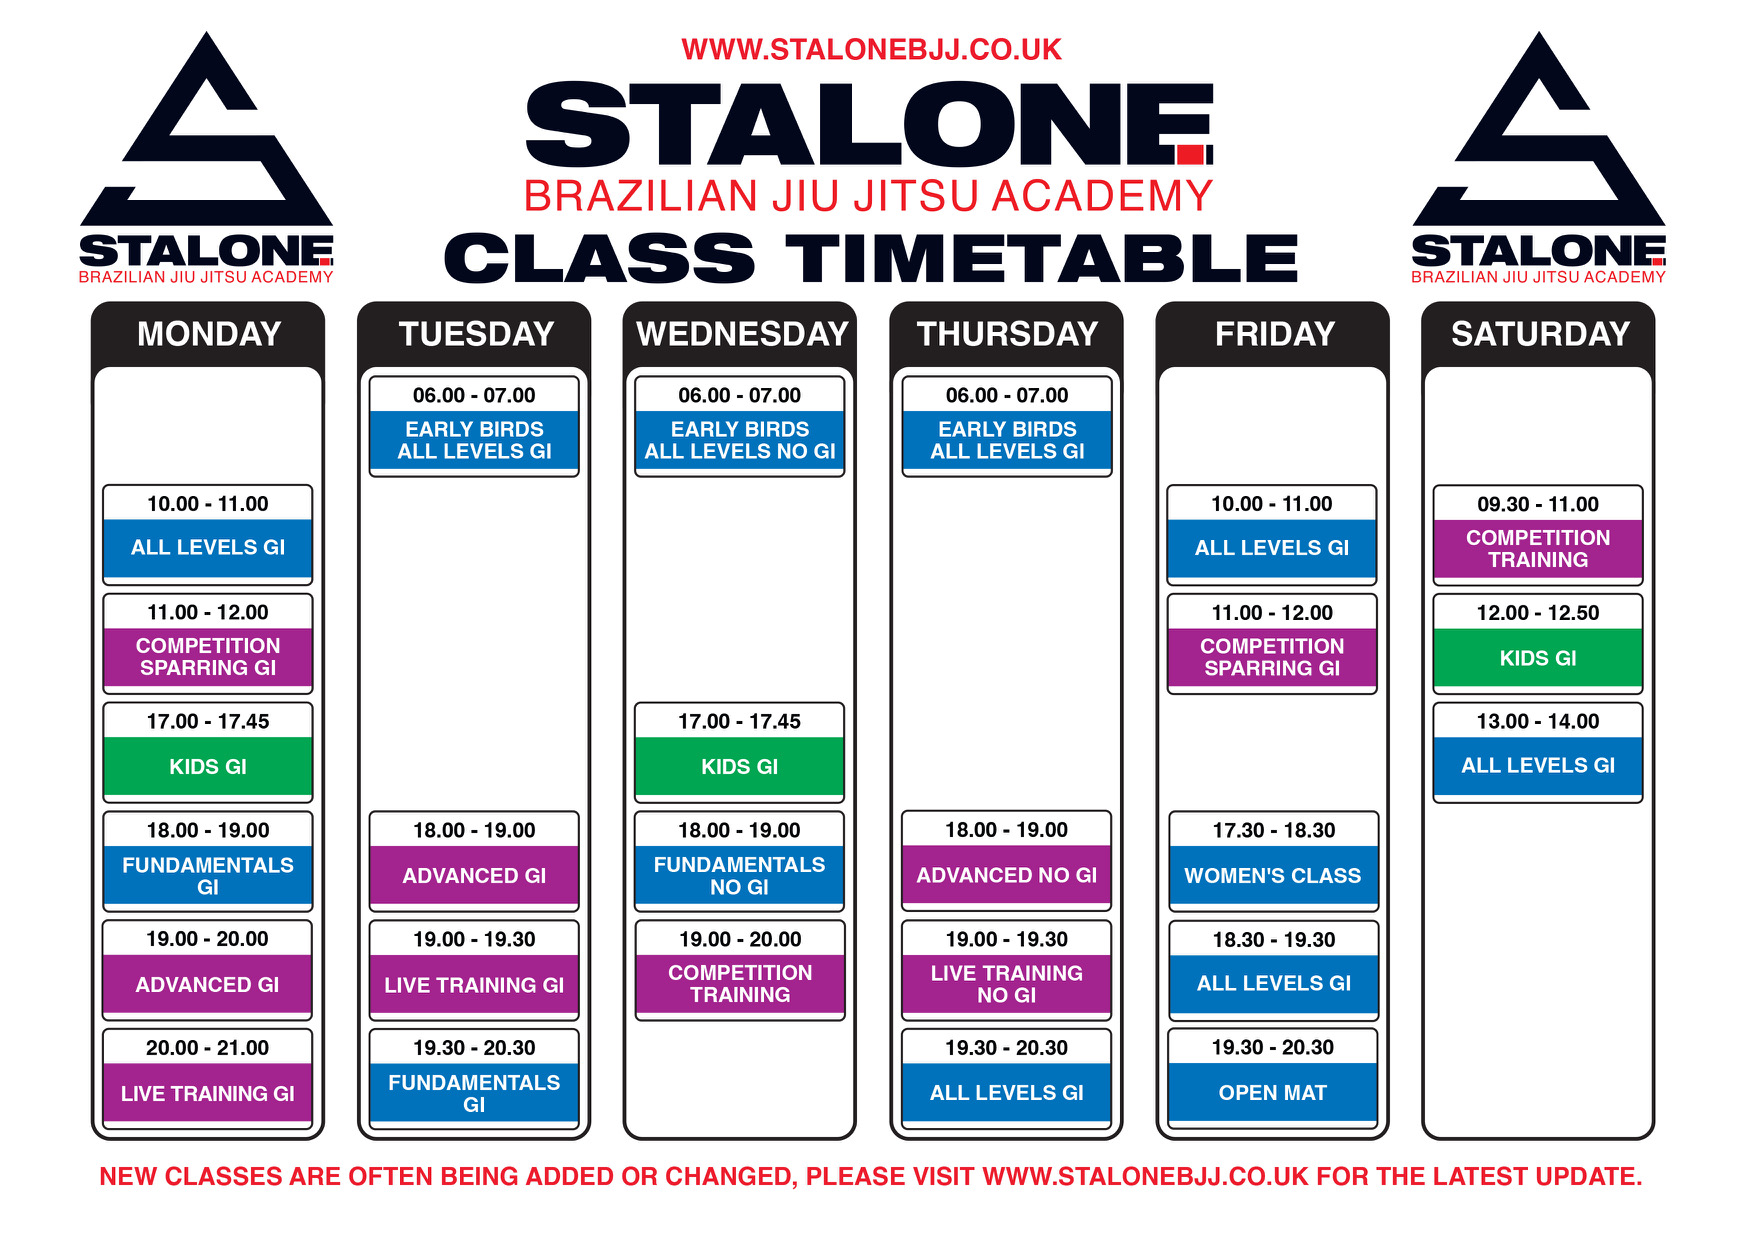 WWW.STALONEBJJ.CO.UK
STALONE
BRAZILIAN JIU JITSU ACADEMY
CLASS TIMETABLE
STALONE
BRAZILIAN JIU JITSU ACADEMY
STALONE
BRAZILIAN JIU JITSU ACADEMY
MONDAY
10.00 - 11.00
ALL LEVELS GI
11.00 - 12.00
COMPETITION
SPARRING GI
17.00 - 17.45
KIDS GI
18.00 - 19.00
FUNDAMENTALS
GI
19.00 - 20.00
ADVANCED GI
20.00 - 21.00
LIVE TRAINING GI
TUESDAY
06.00 - 07.00
EARLY BIRDS
ALL LEVELS GI
18.00 - 19.00
ADVANCED GI
19.00 - 19.30
LIVE TRAINING GI
19.30 - 20.30
FUNDAMENTALS
GI
WEDNESDAY
06.00 - 07.00
EARLY BIRDS
ALL LEVELS NO GI
17.00 - 17.45
KIDS GI
18.00 - 19.00
FUNDAMENTALS
NO GI
19.00 - 20.00
COMPETITION
TRAINING
THURSDAY
06.00 - 07.00
EARLY BIRDS
ALL LEVELS GI
18.00 - 19.00
ADVANCED NO GI
19.00 - 19.30
LIVE TRAINING
NO GI
19.30 - 20.30
ALL LEVELS GI
FRIDAY
10.00 - 11.00
ALL LEVELS GI
11.00 - 12.00
COMPETITION
SPARRING GI
17.30 - 18.30
WOMEN'S CLASS
18.30 - 19.30
ALL LEVELS GI
19.30 - 20.30
OPEN MAT
SATURDAY
09.30 - 11.00
COMPETITION
TRAINING
12.00 - 12.50
KIDS GI
13.00 - 14.00
ALL LEVELS GI
NEW CLASSES ARE OFTEN BEING ADDED OR CHANGED, PLEASE VISIT WWW.STALONEBJJ.CO.UK FOR THE LATEST UPDATE.